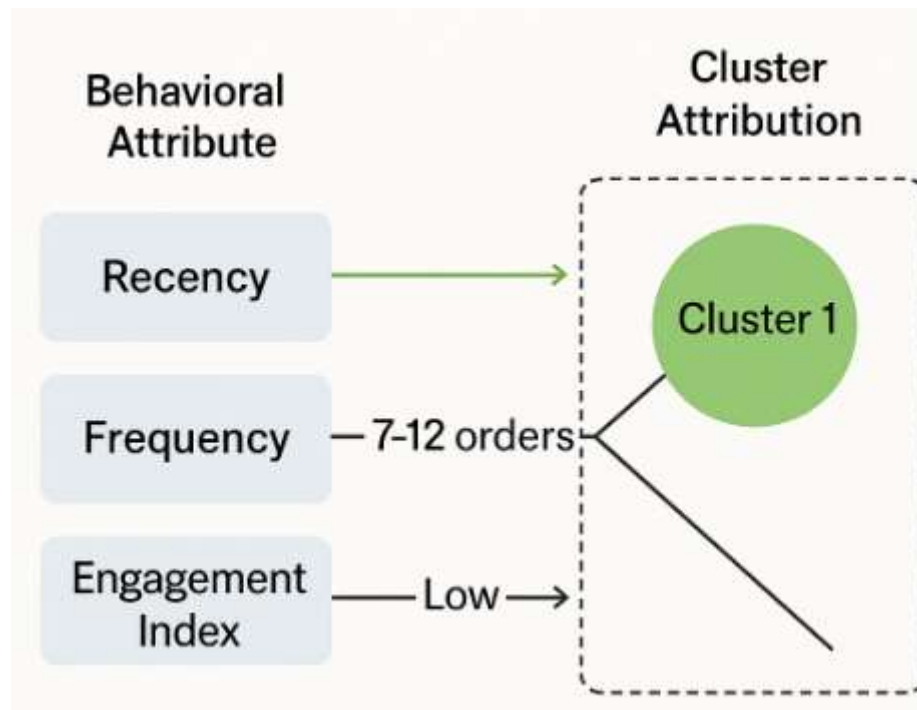 Behavioral
Attribute
Cluster
Attribution
Recency
Cluster 1
Frequency
7-12 orders
Engagement
Index
Low